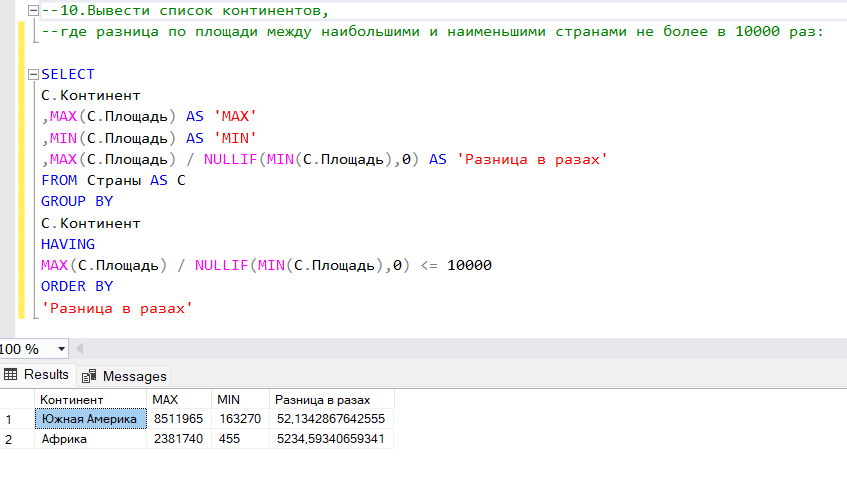 --10.Вывести список континентов,
--где разница по площади между наибольшими и наименьшими странами не более в 10000 раз:
SELECT
С.Континент
,MAX(С.Площадь) AS 'MAX'
,MIN(С.Площадь) AS 'MIN'
,MAX(С.Площадь) / NULLIF(MIN(С.Площадь),0) AS 'Разница в разах'
FROM Страны AS С
GROUP BY
С.Континент
HAVING
MAX(С.Площадь) / NULLIF(MIN(С.Площадь),0) <= 10000
ORDER BY
'Разница в разах'
100 %
Results Messages
Континент MAX MIN Разница в разах
1 Южная Америка 8511965 163270 52,1342867642555
2 Африка 2381740 455 5234,59340659341